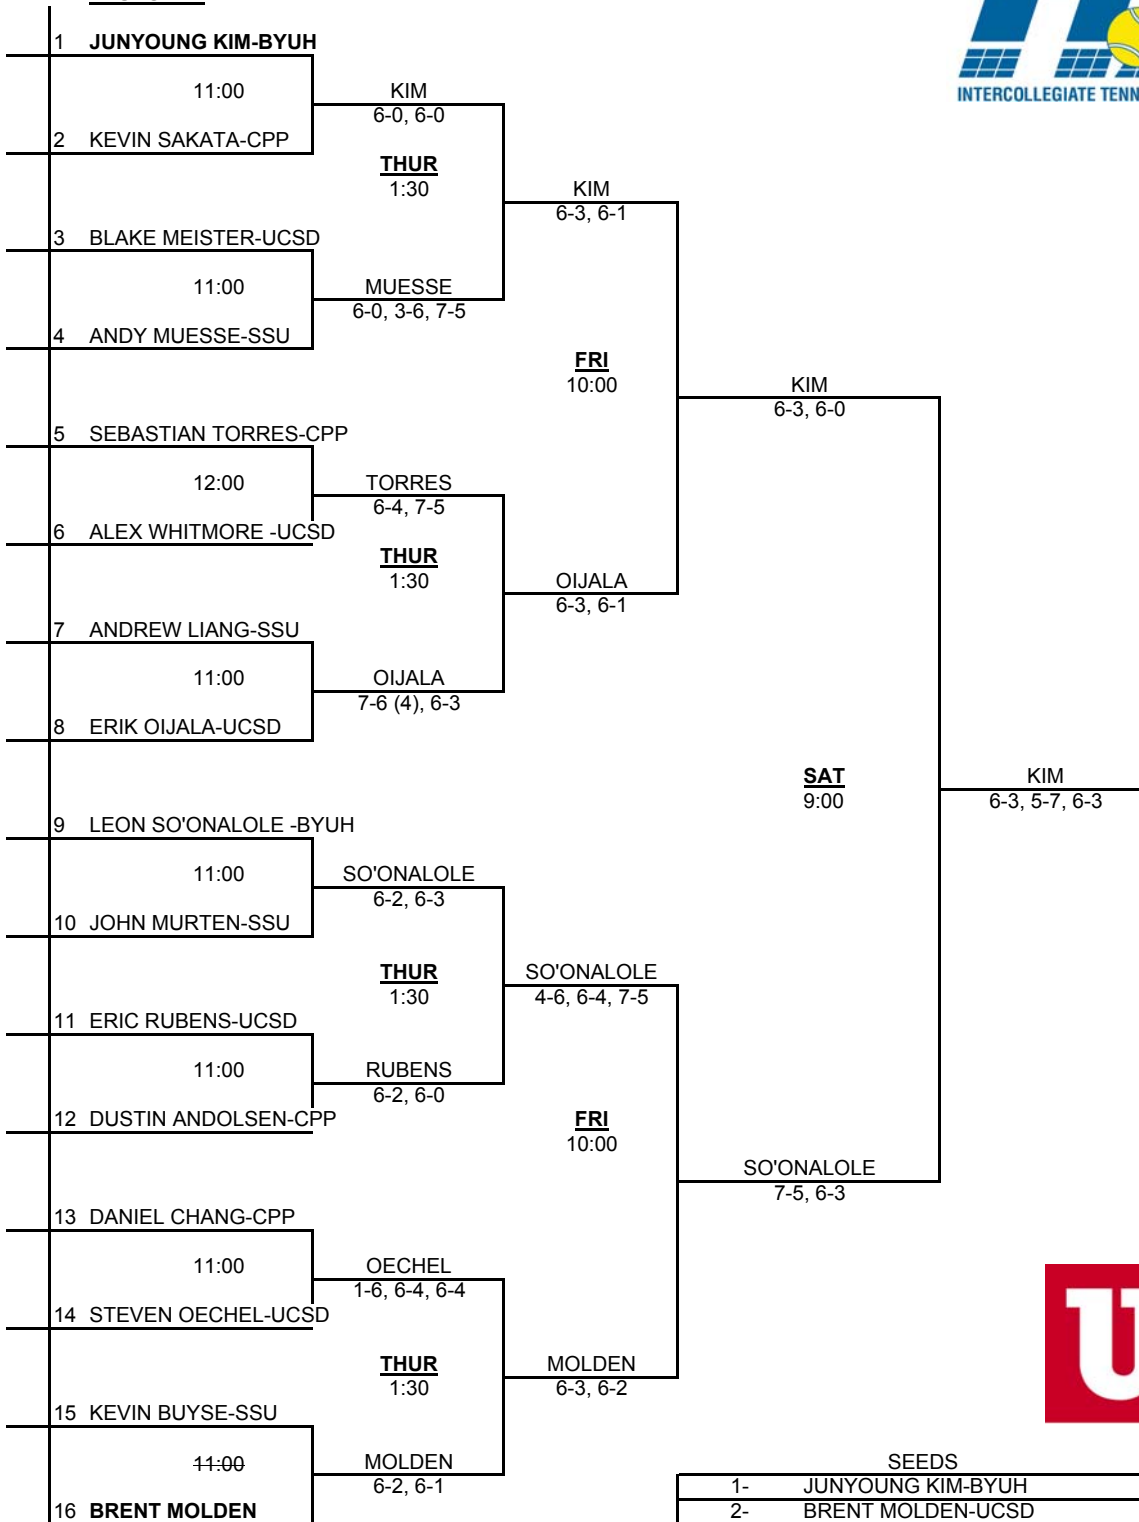 1 JUNYOUNG KIM-BYUH
11:00
KIM
6-0, 6-0
2 KEVIN SAKATA-CPP
THUR
1:30
KIM
6-3, 6-1
3 BLAKE MEISTER-UCSD
11:00
MUESSE
6-0, 3-6, 7-5
4 ANDY MUESSE-SSU
FRI
10:00
KIM
6-3, 6-0
5 SEBASTIAN TORRES-CPP
12:00
TORRES
6-4, 7-5
6 ALEX WHITMORE -UCSD
THUR
1:30
OIJALA
6-3, 6-1
7 ANDREW LIANG-SSU
11:00
OIJALA
7-6 (4), 6-3
8 ERIK OIJALA-UCSD
SAT
9:00
KIM
6-3, 5-7, 6-3
9 LEON SO'ONALOLE -BYUH
11:00
SO'ONALOLE
6-2, 6-3
10 JOHN MURTEN-SSU
THUR
1:30
SO'ONALOLE
4-6, 6-4, 7-5
11 ERIC RUBENS-UCSD
11:00
RUBENS
6-2, 6-0
12 DUSTIN ANDOLSEN-CPP
FRI
10:00
SO'ONALOLE
7-5, 6-3
13 DANIEL CHANG-CPP
11:00
OECHEL
1-6, 6-4, 6-4
14 STEVEN OECHEL-UCSD
THUR
1:30
MOLDEN
6-3, 6-2
15 KEVIN BUYSE-SSU
11:00
MOLDEN
6-2, 6-1
16 BRENT MOLDEN
INTERCOLLEGIATE TENN
U
SEEDS
1- JUNYOUNG KIM-BYUH
2- BRENT MOLDEN-UCSD